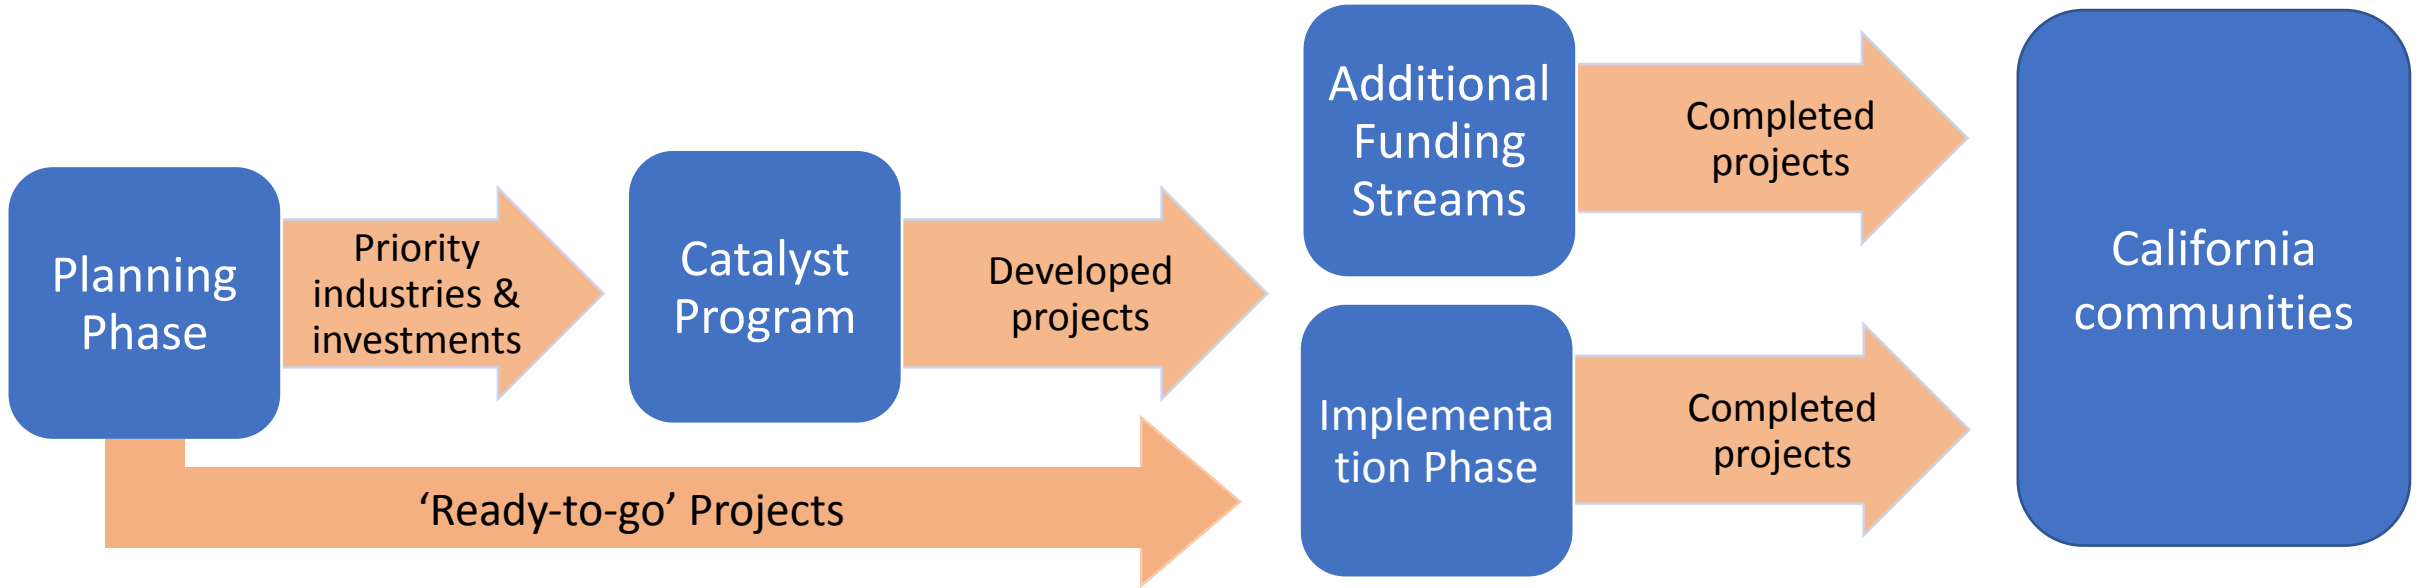 Planning
Phase
Priority
industries &
investments
Catalyst
Program
Developed
projects
‘Ready-to-go’ Projects
Additional
Funding
Streams
Completed
projects
Implementa
tion Phase
Completed
projects
California
communities